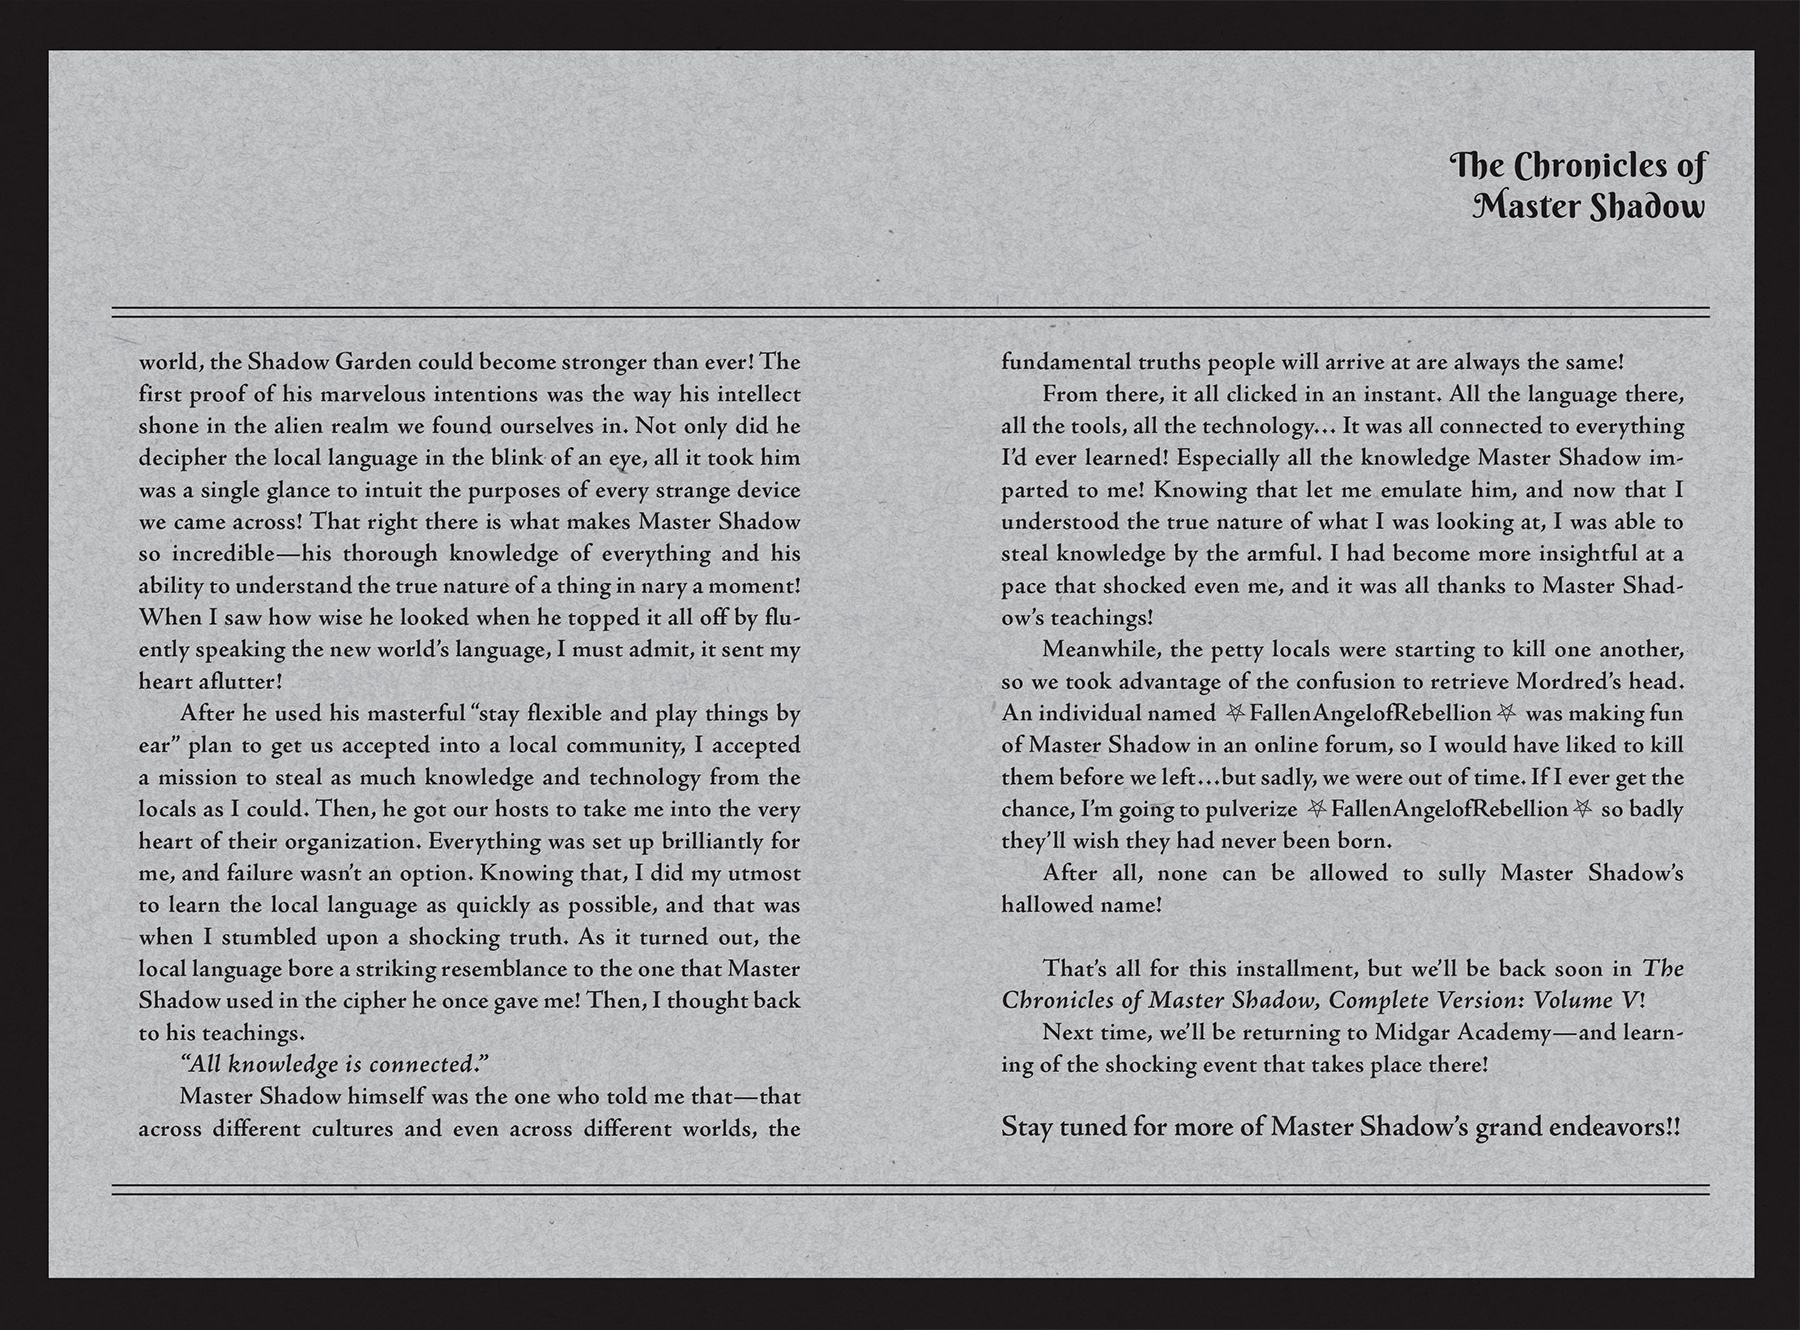 The Chronicles of
Master Shadow
world, the Shadow Garden could become stronger than ever! The
first proof of his marvelous intentions was the way his intellect
shone in the alien realm we found ourselves in. Not only did he
decipher the local language in the blink of an eye, all it took him
was a single glance to intuit the purposes of every strange device
we came across! That right there is what makes Master Shadow
so incredible—his thorough knowledge of everything and his
ability to understand the true nature of a thing in nary a moment!
When I saw how wise he looked when he topped it all off by flu-
ently speaking the new world's language, I must admit, it sent my
heart aflutter!
After he used his masterful “stay flexible and play things by
ear” plan to get us accepted into a local community, I accepted
a mission to steal as much knowledge and technology from the
locals as I could. Then, he got our hosts to take me into the very
heart of their organization. Everything was set up brilliantly for
me, and failure wasn't an option. Knowing that, I did my utmost
to learn the local language as quickly as possible, and that was
when I stumbled upon a shocking truth. As it turned out, the
local language bore a striking resemblance to the one that Master
Shadow used in the cipher he once gave me! Then, I thought back
to his teachings.
“All knowledge is connected.”
Master Shadow himself was the one who told me that—that
across different cultures and even across different worlds, the
fundamental truths people will arrive at are always the same!
From there, it all clicked in an instant. All the language there,
all the tools, all the technology... It was all connected to everything
I'd ever learned! Especially all the knowledge Master Shadow im-
parted to me! Knowing that let me emulate him, and now that I
understood the true nature of what I was looking at, I was able to
steal knowledge by the armful. I had become more insightful at a
pace that shocked even me, and it was all thanks to Master Shad-
ow's teachings!
Meanwhile, the petty locals were starting to kill one another,
so we took advantage of the confusion to retrieve Mordred's head.
An individual named ⛧FallenAngelofRebellion⛧ was making fun
of Master Shadow in an online forum, so I would have liked to kill
them before we left...but sadly, we were out of time. If I ever get the
chance, I'm going to pulverize ⛧FallenAngelofRebellion⛧ so badly
they'll wish they had never been born.
After all, none can be allowed to sully Master Shadow's
hallowed name!
That's all for this installment, but we'll be back soon in The
Chronicles of Master Shadow, Complete Version: Volume V!
Next time, we'll be returning to Midgar Academy—and learn-
ing of the shocking event that takes place there!
Stay tuned for more of Master Shadow's grand endeavors!!